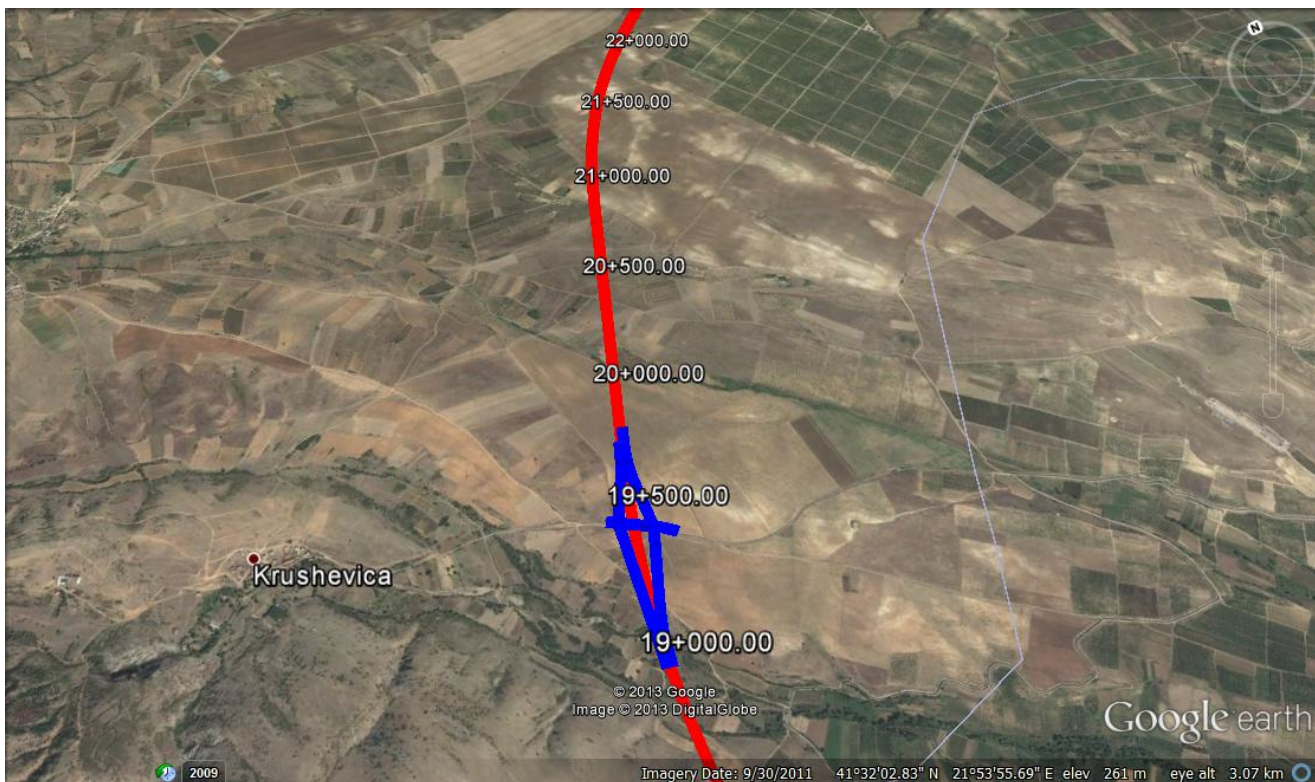 N
22+000.00
21+500.00
21+000.00
20+500.00
20+000.00
19+500.00
Krushevica
19+000.00
© 2013 Google
Image © 2013 DigitalGlobe
Google earth
2009
Imagery Date: 9/30/2011 41°32'02.83" N 21°53'55.69" E elev 261 m eye alt 3.07 km